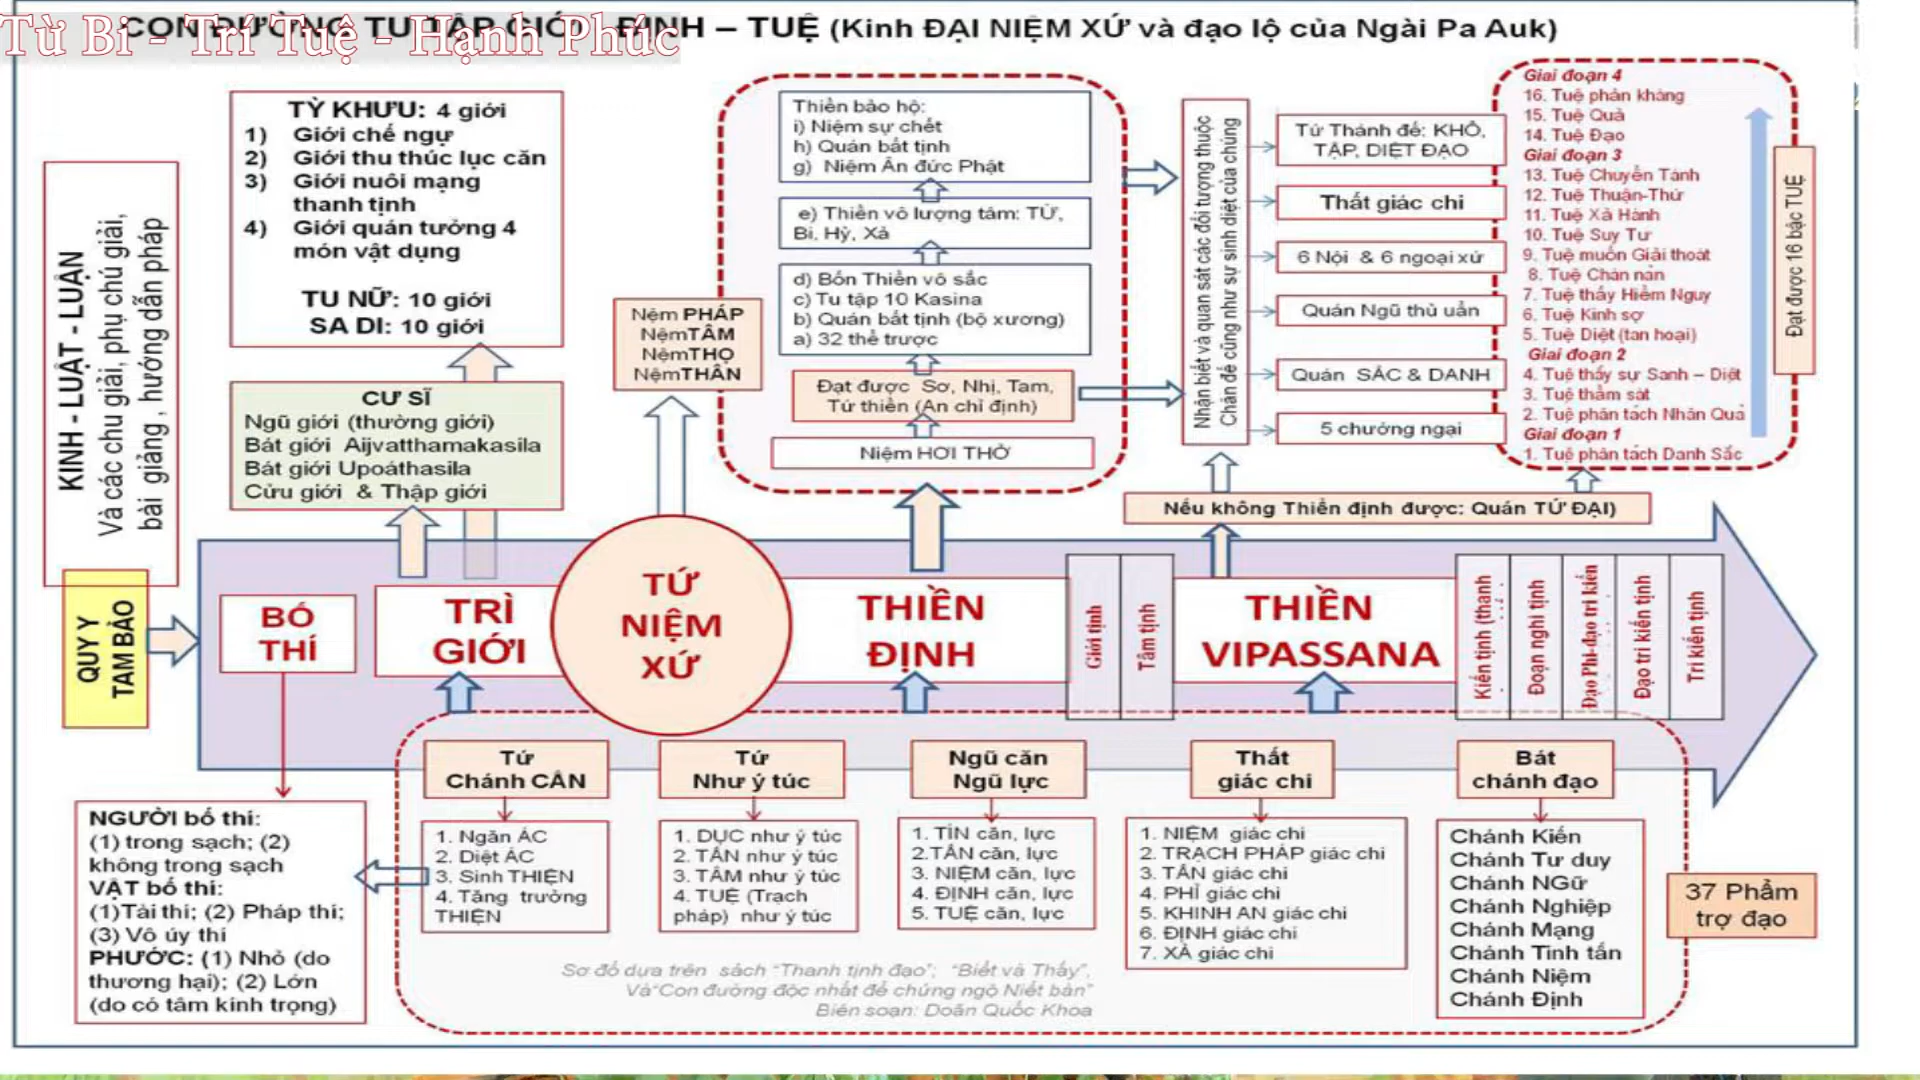 CON ĐƯỜNG TU TẬP GIỚI - ĐỊNH – TUỆ (Kinh ĐẠI NIỆM XỨ và đạo lộ của Ngài Pa Auk)
Từ Bi - Trí Tuệ - Hạnh Phúc
KINH - LUẬT - LUẬN
Và các chu giải, phụ chú giải,
bài giảng, hướng dẫn pháp
QUY Y
TAM BẢO
TỲ KHƯU: 4 giới
1) Giới chế ngự
2) Giới thu thúc lục căn
3) Giới nuôi mạng
thanh tịnh
4) Giới quán tưởng 4
món vật dụng
TU NỮ: 10 giới
SA DI: 10 giới
CƯ SĨ
Ngũ giới (thường giới)
Bát giới Aijvatthamakasila
Bát giới Upoáthasila
Cửu giới & Thập giới
Nệm PHÁP
NệmTÂM
NệmTHỌ
NệmTHÂN
Thiền bảo hộ:
i) Niệm sự chết
h) Quán bất tịnh
g) Niệm Ân đức Phật
e) Thiền vô lượng tâm: TỪ,
Bi, Hỷ, Xả
d) Bốn Thiền vô sắc
c) Tu tập 10 Kasina
b) Quán bất tịnh (bộ xương)
a) 32 thể trược
Đạt được Sơ, Nhị, Tam,
Tứ thiền (An chỉ định)
Niệm HƠI THỞ
Nhận biết và quan sát các đối tượng thuộc
Chân đế cũng như sự sinh diệt của chúng
Tứ Thánh đế: KHỔ,
TẬP, DIỆT ĐẠO
Thất giác chi
6 Nội & 6 ngoại xứ
Quán Ngũ thủ uẩn
Quán SẮC & DANH
5 chướng ngại
Giai đoạn 4
16. Tuệ phản kháng
15. Tuệ Quả
14. Tuệ Đạo
Giai đoạn 3
13. Tuệ Chuyển Tánh
12. Tuệ Thuận-Thứ
11. Tuệ Xả Hành
10. Tuệ Suy Tư
9. Tuệ muốn Giải thoát
8. Tuệ Chán nản
7. Tuệ thấy Hiểm Nguy
6. Tuệ Kinh sợ
5. Tuệ Diệt (tan hoại)
Giai đoạn 2
4. Tuệ thấy sự Sanh – Diệt
3. Tuệ thẩm sát
2. Tuệ phân tách Nhân Quả
Giai đoạn 1
1. Tuệ phân tách Danh Sắc
Đạt được 16 bậc TUỆ
Nếu không Thiền định được: Quán TỨ ĐẠI)
BỐ
THÍ
TRÌ
GIỚI
TỨ
NIỆM
XỨ
THIỀN
ĐỊNH
Giới tịnh
Tâm tịnh
THIỀN
VIPASSANA
Kiến tịnh (thanh
Đoạn nghi tịnh
Đạo Phi-đạo tri kiến
Đạo tri kiến tịnh
Tri kiến tịnh
Tứ
Chánh CẦN
Tứ
Như ý túc
Ngũ căn
Ngũ lực
Thất
giác chi
Bát
chánh đạo
NGƯỜI bố thí:
(1) trong sạch; (2)
không trong sạch
VẬT bố thí:
(1)Tài thí; (2) Pháp thí;
(3) Vô úy thí
PHƯỚC: (1) Nhỏ (do
thương hại); (2) Lớn
(do có tâm kính trọng)
1. Ngăn ÁC
2. Diệt ÁC
3. Sinh THIỆN
4. Tăng trưởng
THIỆN
1. DỤC như ý túc
2. TẤN như ý túc
3. TÂM như ý túc
4. TUỆ (Trạch
pháp) như ý túc
1. TÍN căn, lực
2.TẤN căn, lực
3. NIỆM căn, lực
4. ĐỊNH căn, lực
5. TUỆ căn, lực
1. NIỆM giác chi
2. TRẠCH PHÁP giác chi
3. TẤN giác chi
4. PHỈ giác chi
5. KHINH AN giác chi
6. ĐỊNH giác chi
7. XẢ giác chi
Chánh Kiến
Chánh Tư duy
Chánh NGữ
Chánh Nghiệp
Chánh Mạng
Chánh Tinh tấn
Chánh Niệm
Chánh Định
37 Phẩm
trợ đạo
Sơ đồ dựa trên sách "Thanh tịnh đạo"; "Biết và Thấy",
Và"Con đường độc nhất để chứng ngộ Niết bàn"
Biên soạn: Doãn Quốc Khoa